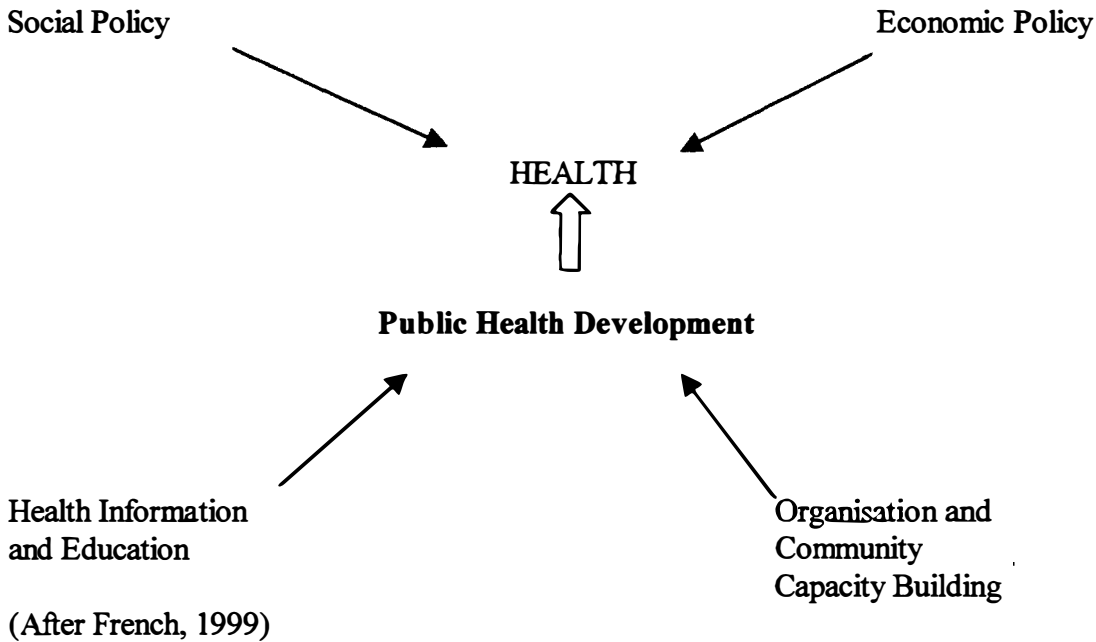 Social Policy
Economic Policy
HEALTH
Public Health Development
Health Information
and Education
Organisation and
Community
Capacity Building
(After French, 1999)